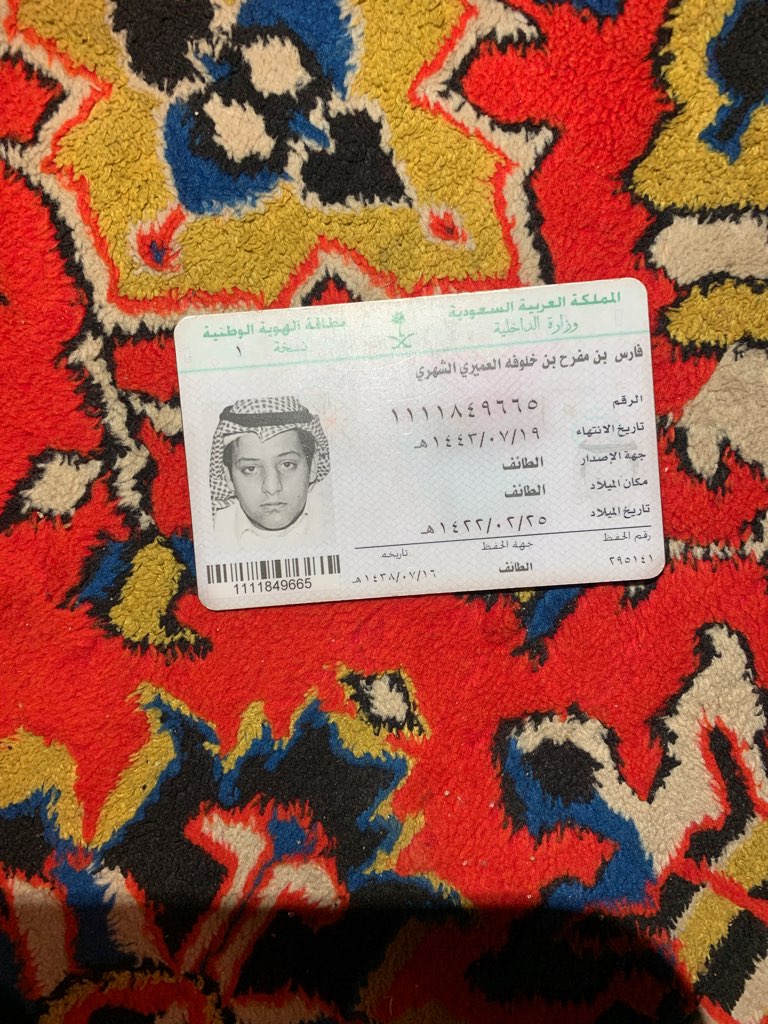 المملكة العربية السعودية
وزارة الداخلية
بطاقة الهوية الوطنية
نسخة ١
فارس بن مفرح بن خلوفه العميري الشهري
الرقم ١١١١٨٤٩٦٦٥
تاريخ الانتهاء ١٤٤٣/٠٧/١٩هـ
جهة الإصدار الطائف
مكان الميلاد الطائف
تاريخ الميلاد ١٤٢٢/٠٢/٢٥هـ
رقم الحفظ جهة الحفظ تاريخه
٢٩٥١٤١ الطائف ١٤٣٨/٠٧/١٦هـ
1111849665